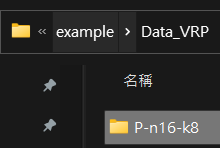 example > Data_VRP
名稱
P-n16-k8